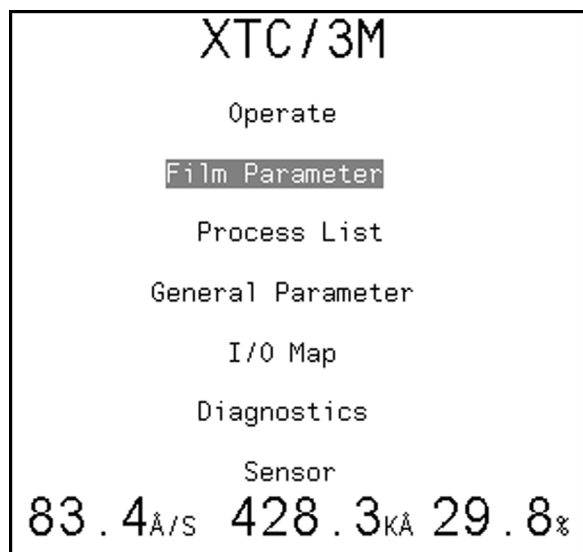 XTC/3M
Operate
Film Parameter
Process List
General Parameter
I/O Map
Diagnostics
Sensor
83.4Å/S 428.3KÅ 29.8%